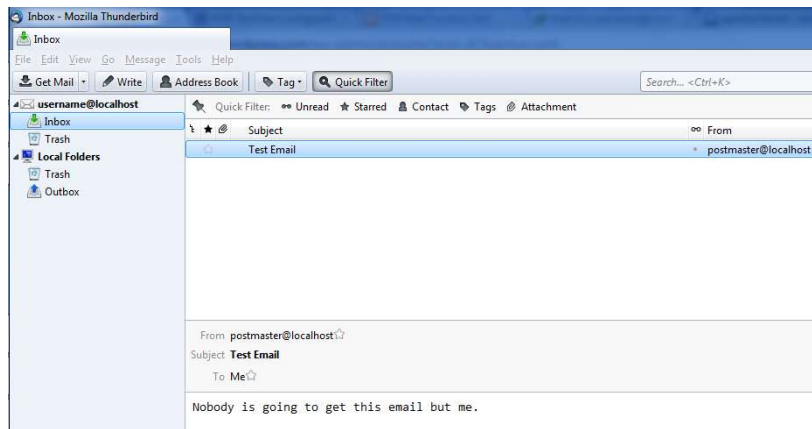 Inbox - Mozilla Thunderbird
Inbox
File Edit View Go Message Tools Help
Get Mail Write Address Book Tag Quick Filter Search... <Ctrl+K>
username@localhost
Inbox
Trash
Local Folders
Trash
Outbox
Quick Filter: Unread Starred Contact Tags Attachment
Subject From
Test Email postmaster@localhost
From postmaster@localhost
Subject Test Email
To Me
Nobody is going to get this email but me.